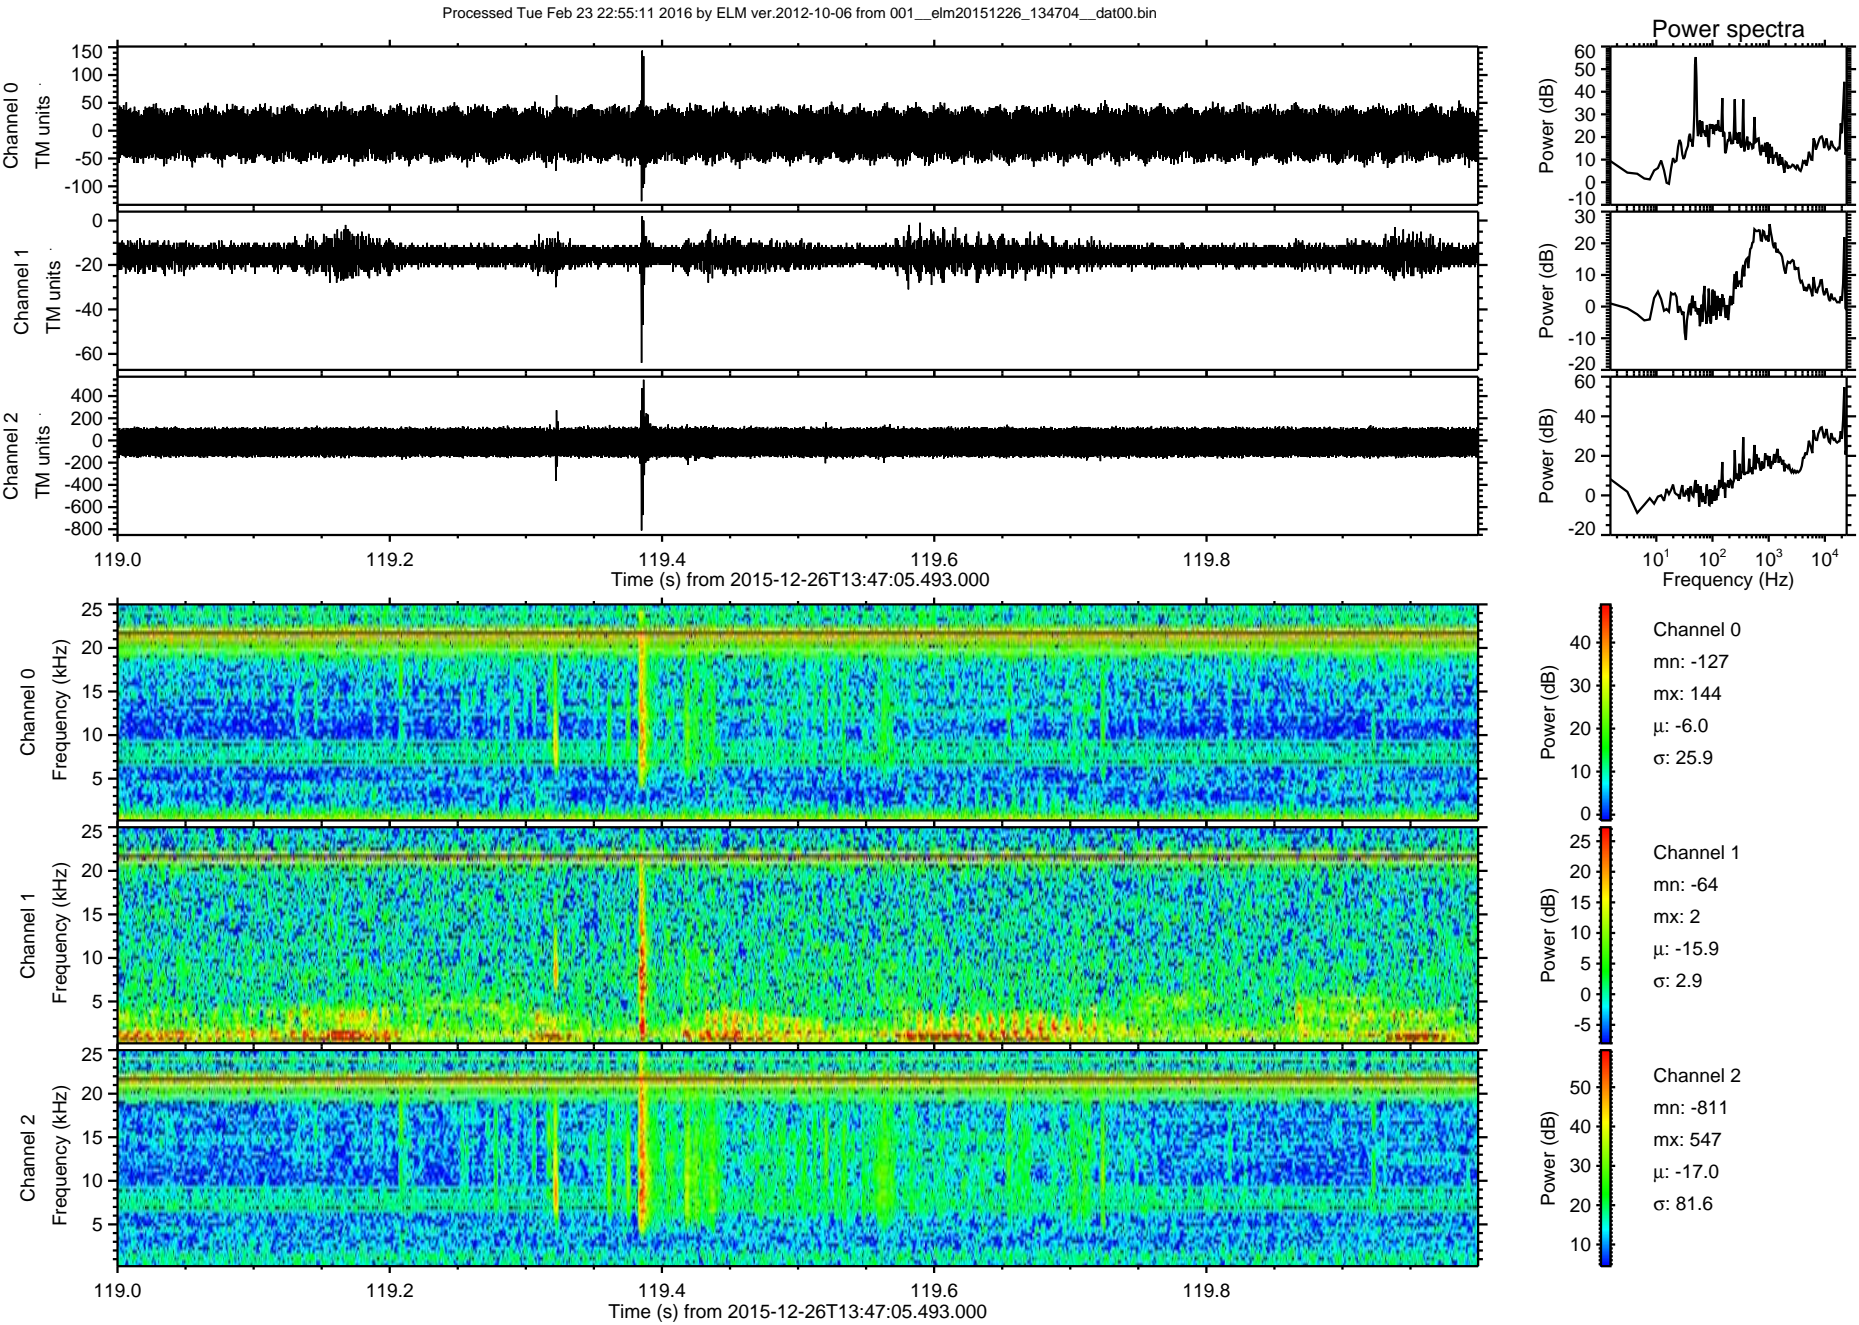 Processed Tue Feb 23 22:55:11 2016 by ELM ver.2012-10-06 from 001__elm20151226_134704__dat00.bin
Power spectra
Channel 0
TM units
150
100
50
0
-50
-100
Power (dB)
60
50
40
30
20
10
0
-10
Channel 1
TM units
0
-20
-40
-60
Power (dB)
30
20
10
0
-10
-20
Channel 2
TM units
400
200
0
-200
-400
-600
-800
Power (dB)
60
40
20
0
-20
119.0 119.2 119.4 119.6 119.8
Time (s) from 2015-12-26T13:47:05.493.000
10¹ 10² 10³ 10⁴
Frequency (Hz)
Channel 0
Frequency (kHz)
25
20
15
10
5
Power (dB)
40
30
20
10
0
Channel 0
mn: -127
mx: 144
μ: -6.0
σ: 25.9
Channel 1
Frequency (kHz)
25
20
15
10
5
Power (dB)
25
20
15
10
5
0
-5
Channel 1
mn: -64
mx: 2
μ: -15.9
σ: 2.9
Channel 2
Frequency (kHz)
25
20
15
10
5
Power (dB)
50
40
30
20
10
Channel 2
mn: -811
mx: 547
μ: -17.0
σ: 81.6
119.0 119.2 119.4 119.6 119.8
Time (s) from 2015-12-26T13:47:05.493.000